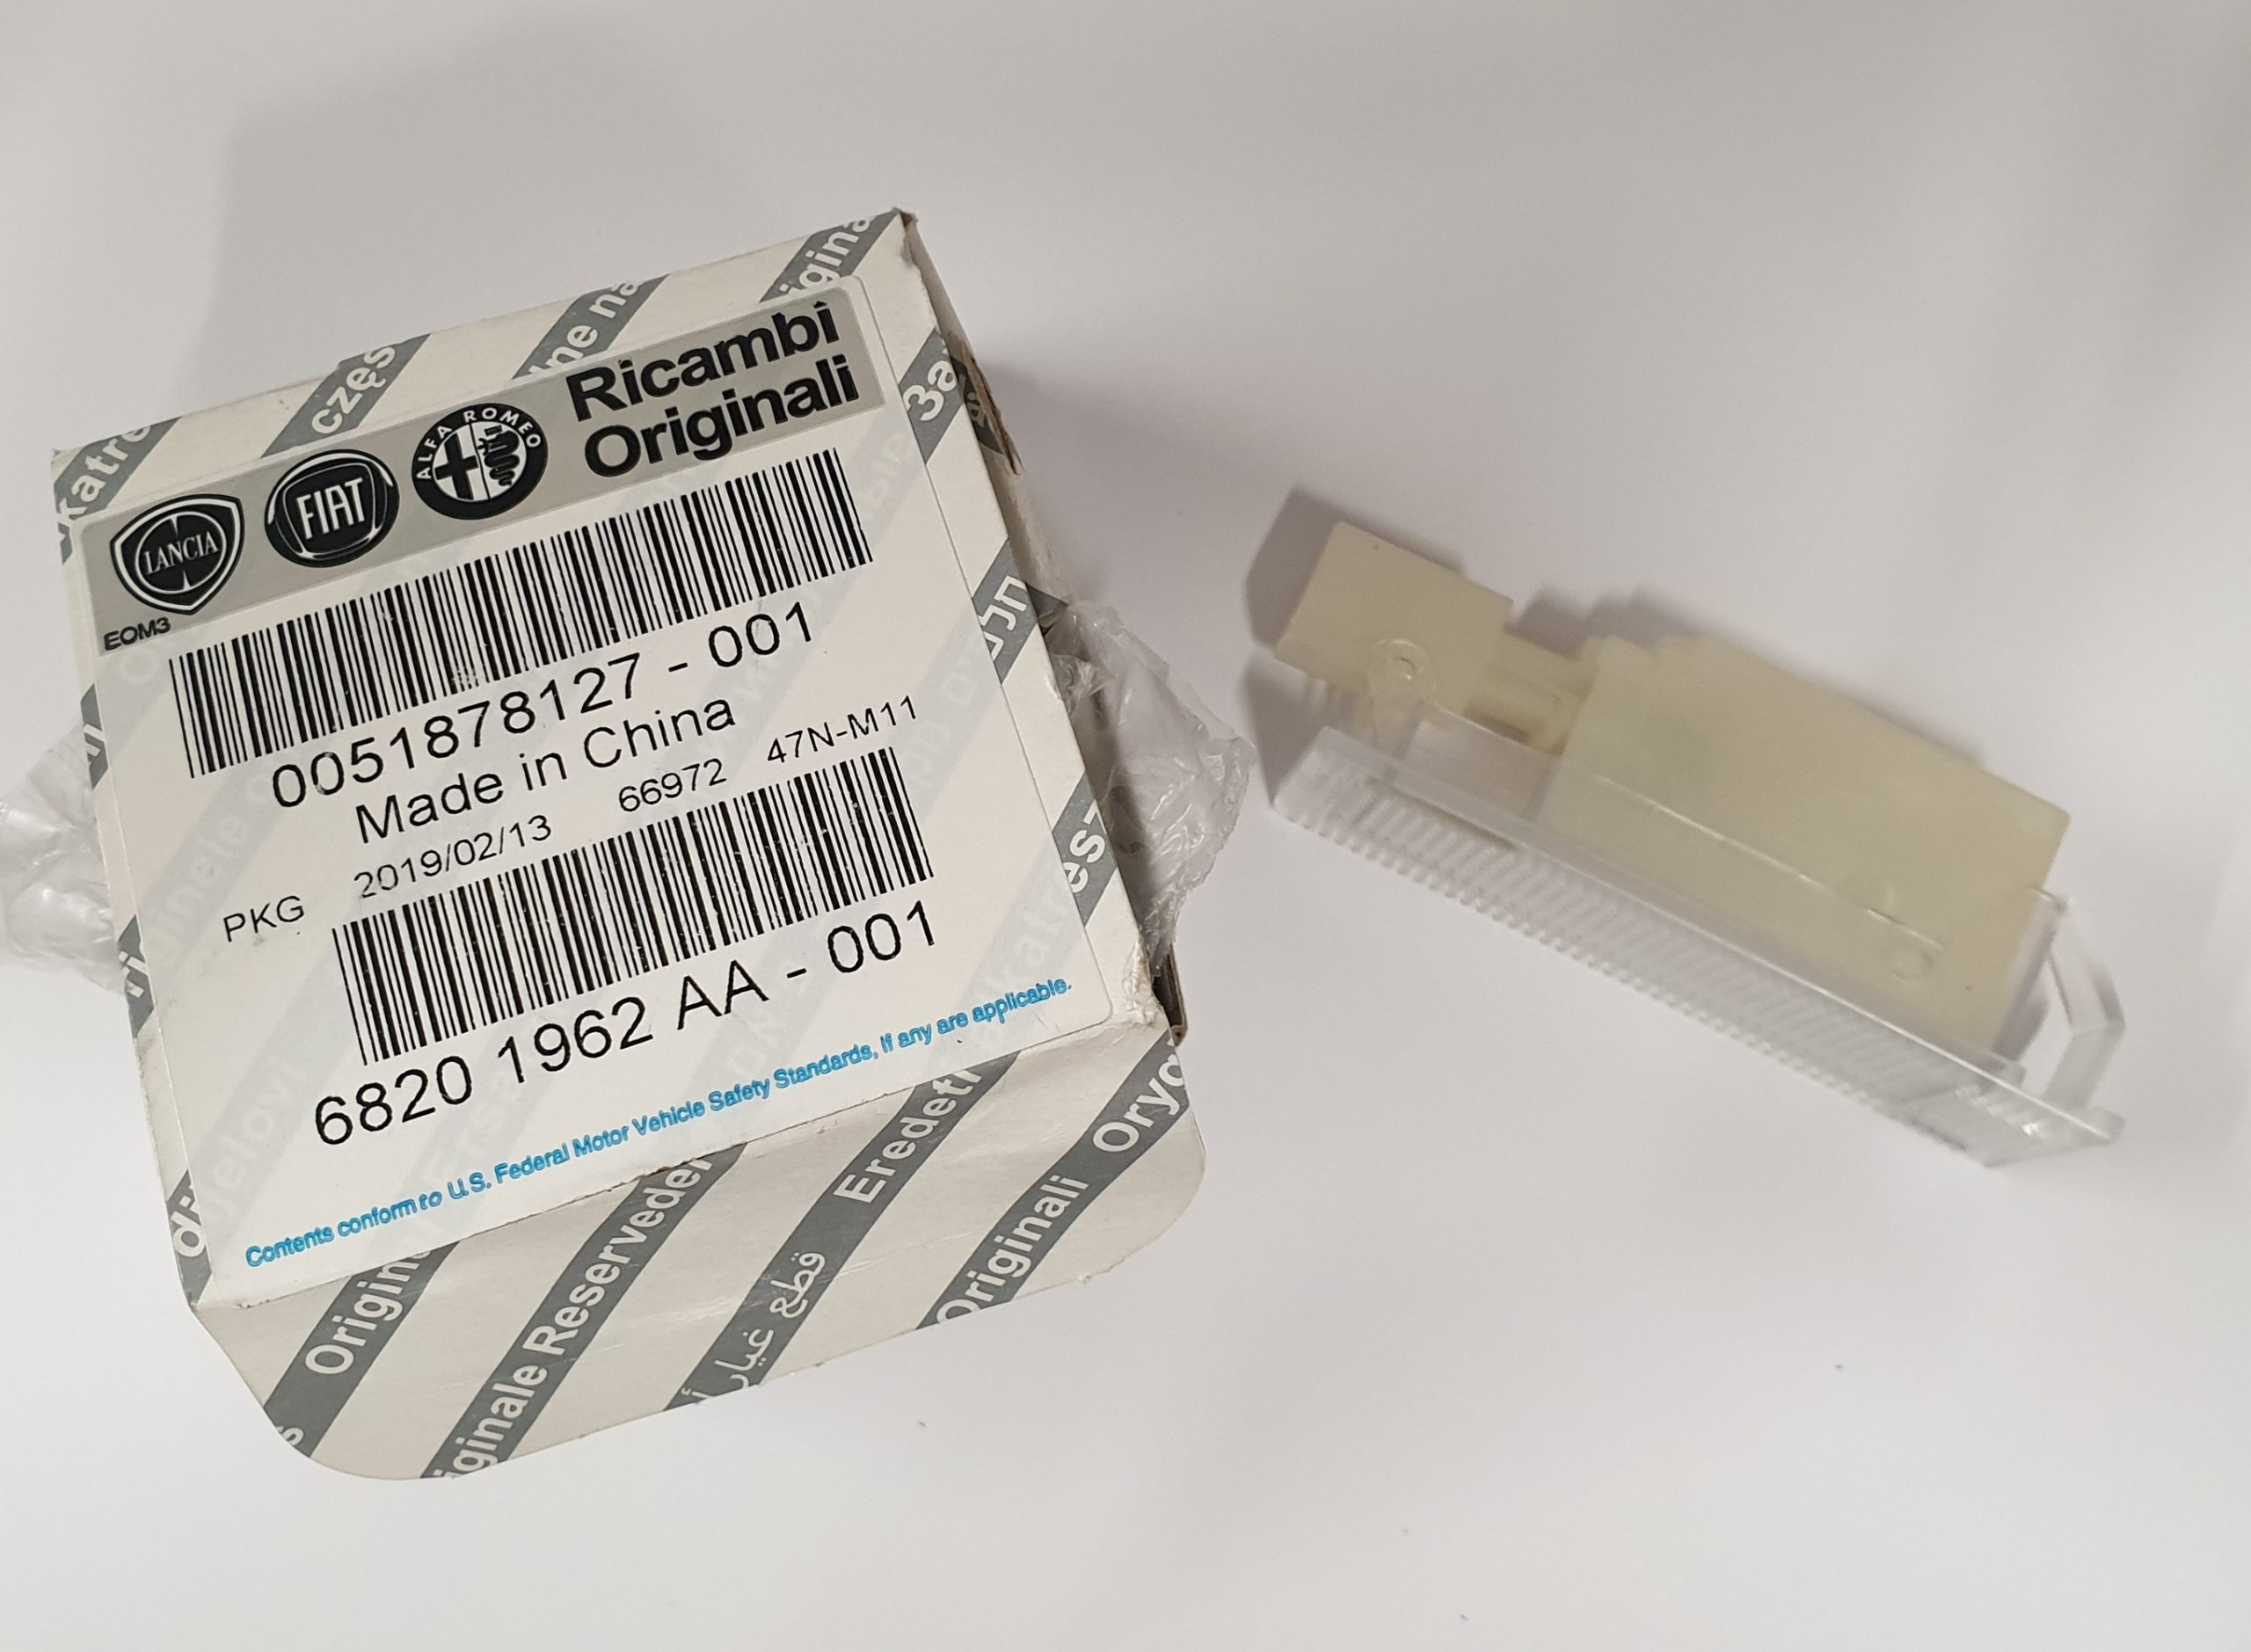 Ricambi
Originali
LANCIA
FIAT
ALFA ROMEO
EOM3
0051878127 - 001
Made in China
PKG 2019/02/13 66972 47N-M11
6820 1962 AA - 001
Contents conform to U.S. Federal Motor Vehicle Safety Standards, if any are applicable.
Originali
Reserveder
قطع غيار
Eredeti
Originali Oryg